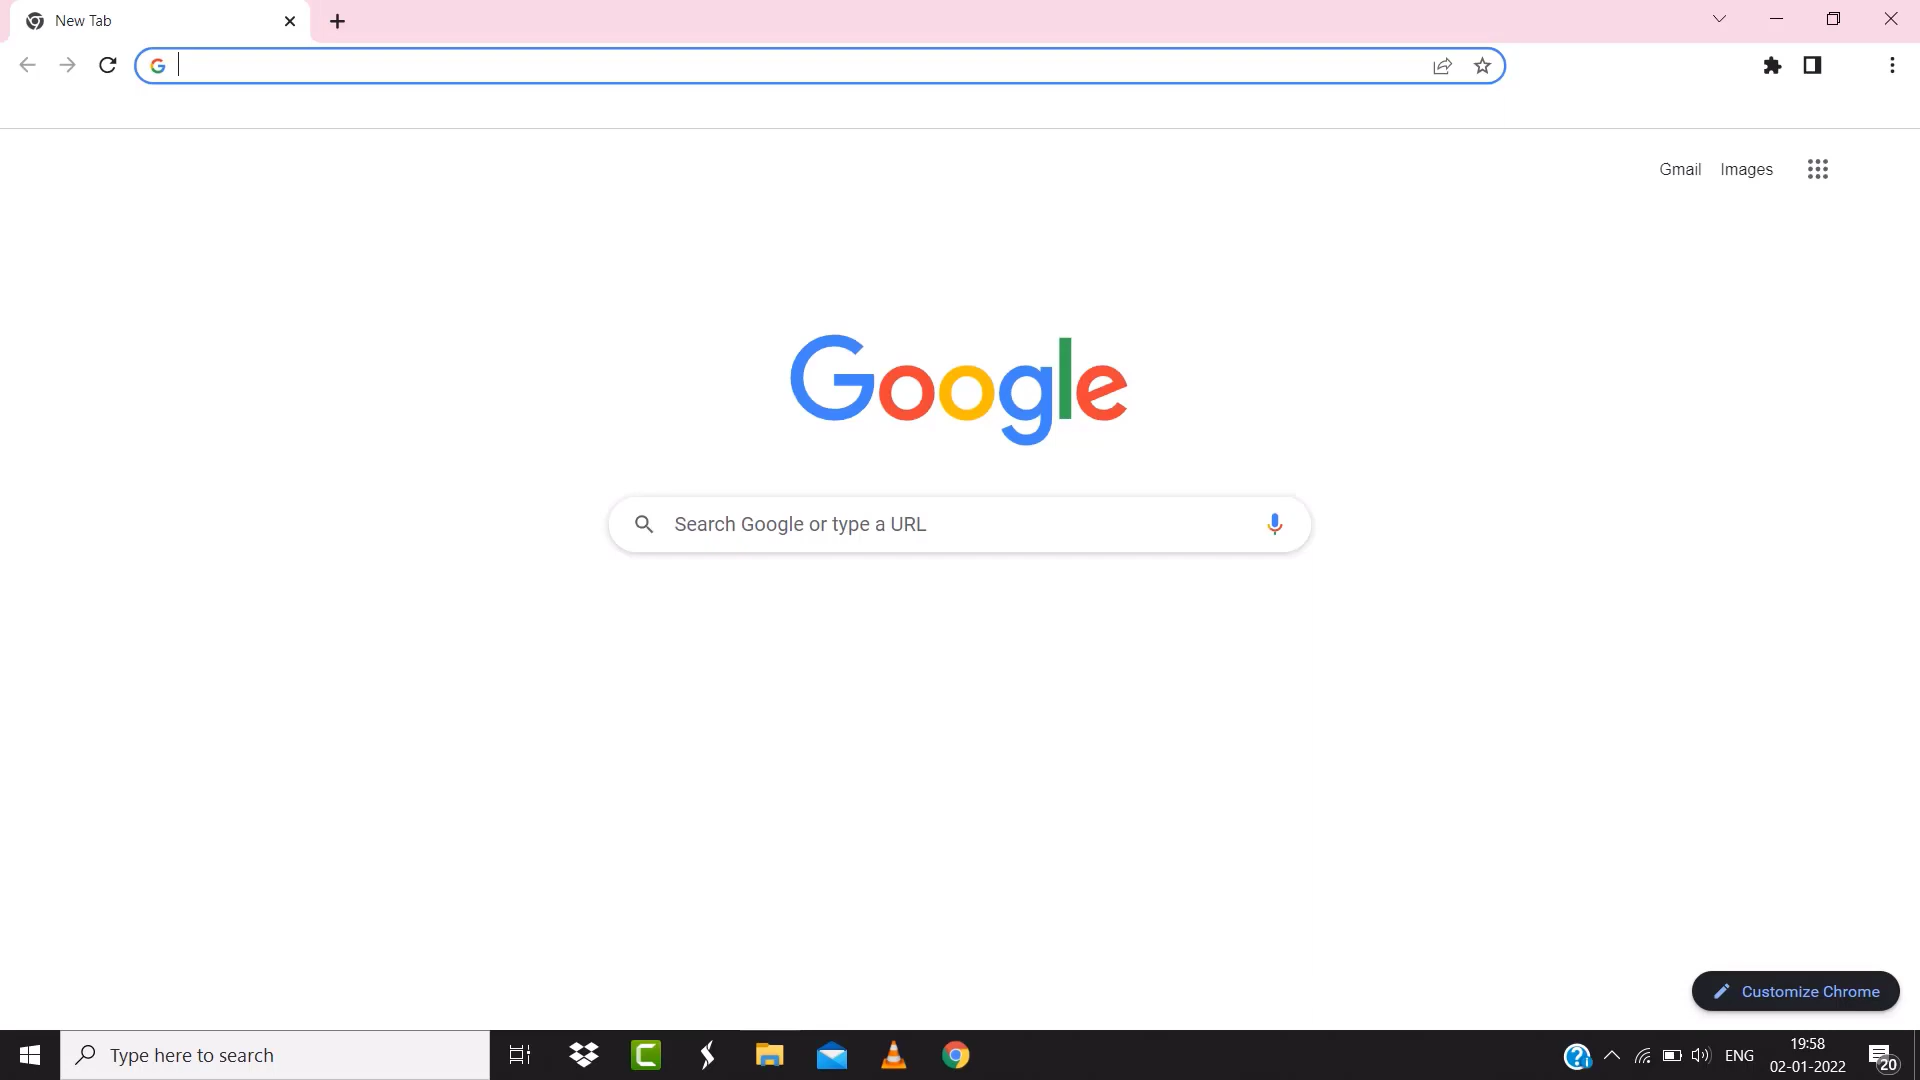 New Tab
Gmail Images
Google
Search Google or type a URL
Customize Chrome
Type here to search
ENG
19:58
02-01-2022
20